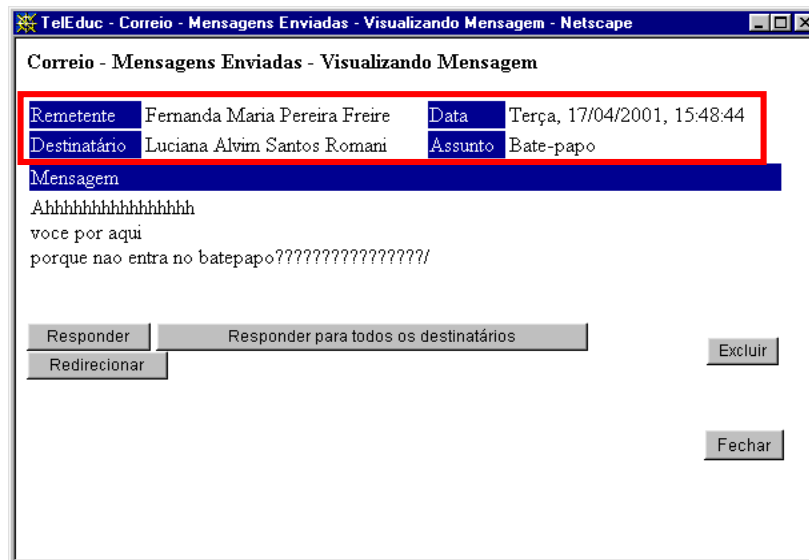 TelEduc - Correio - Mensagens Enviadas - Visualizando Mensagem - Netscape
Correio - Mensagens Enviadas - Visualizando Mensagem
Remetente Fernanda Maria Pereira Freire Data Terça, 17/04/2001, 15:48:44
Destinatário Luciana Alvim Santos Romani Assunto Bate-papo
Mensagem
Ahhhhhhhhhhhhhhhh
voce por aqui
porque nao entra no batepapo????????????????/
Responder Responder para todos os destinatários
Excluir
Redirecionar
Fechar